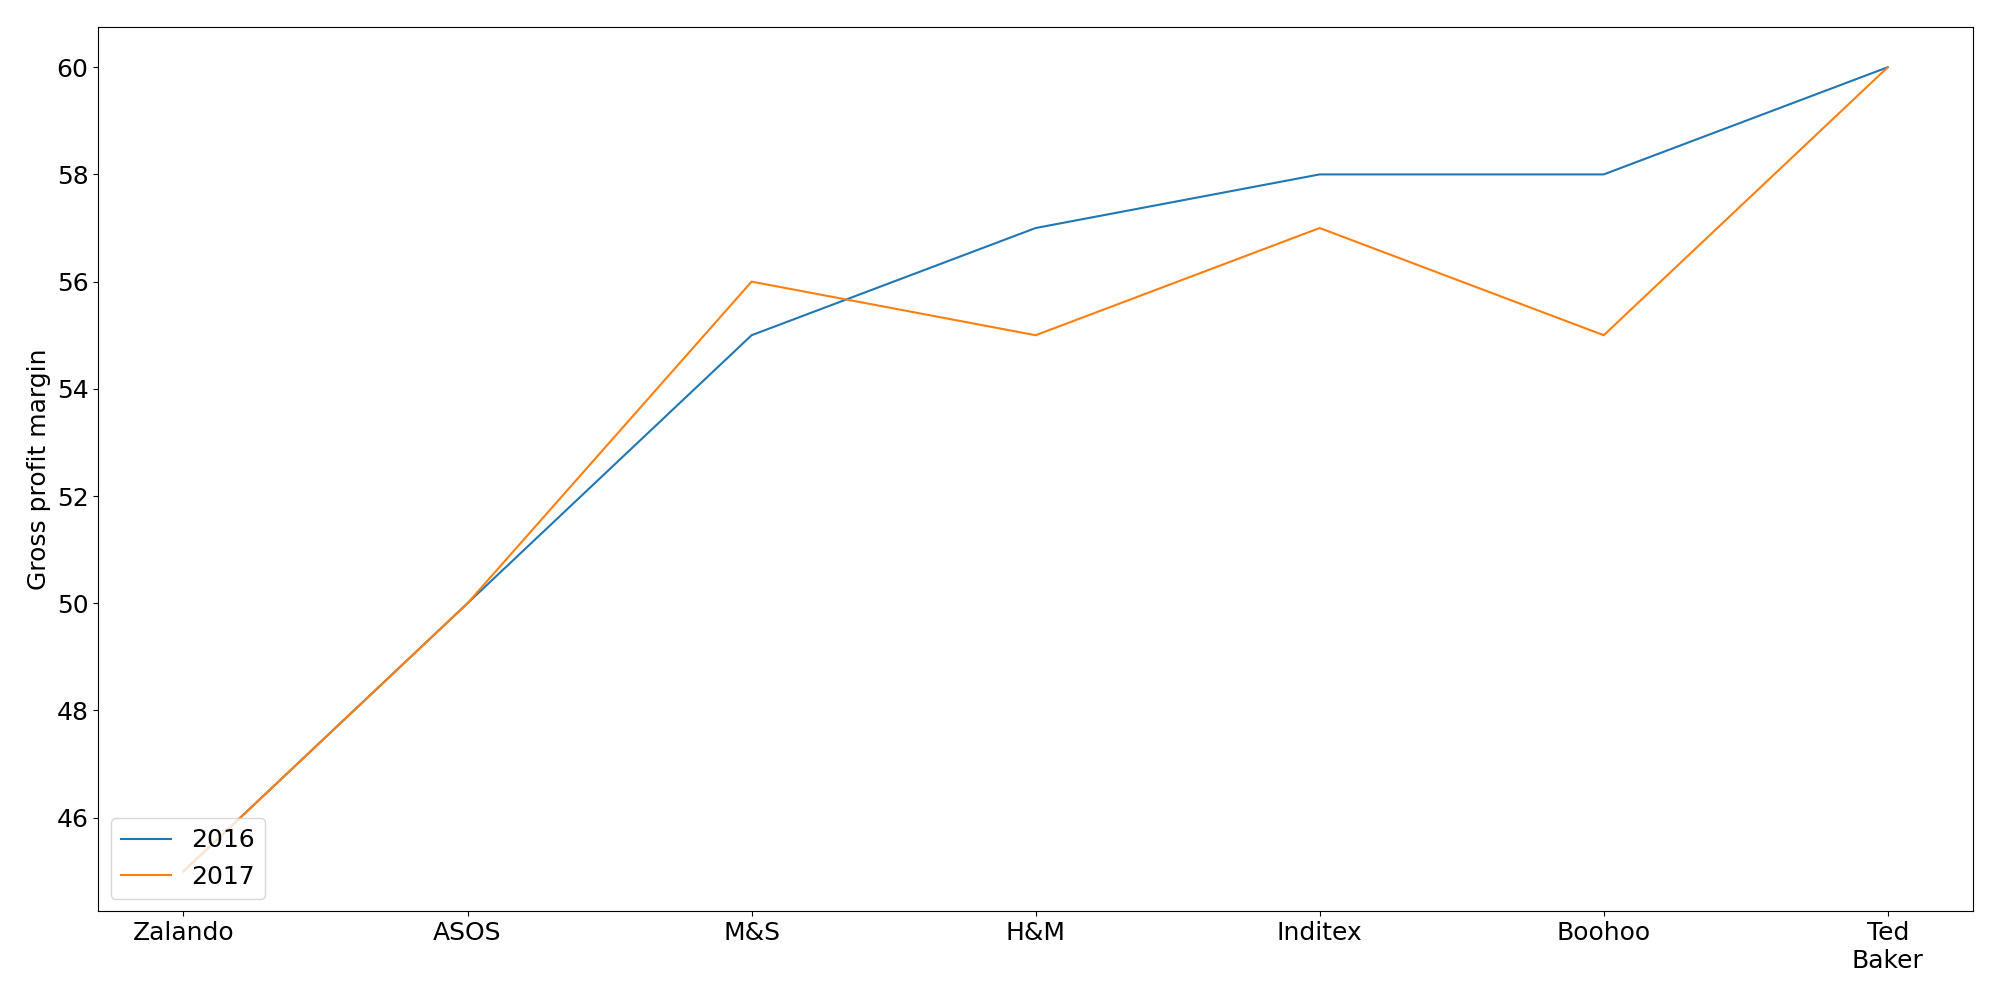 Gross profit margin
60
58
56
54
52
50
48
46
2016
2017
Zalando
ASOS
M&S
H&M
Inditex
Boohoo
Ted
Baker